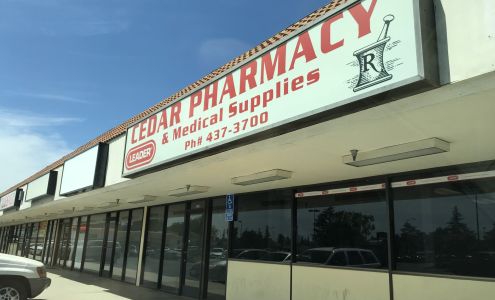 CEDAR PHARMACY
& Medical Supplies
LEADER
Ph# 437-3700
R